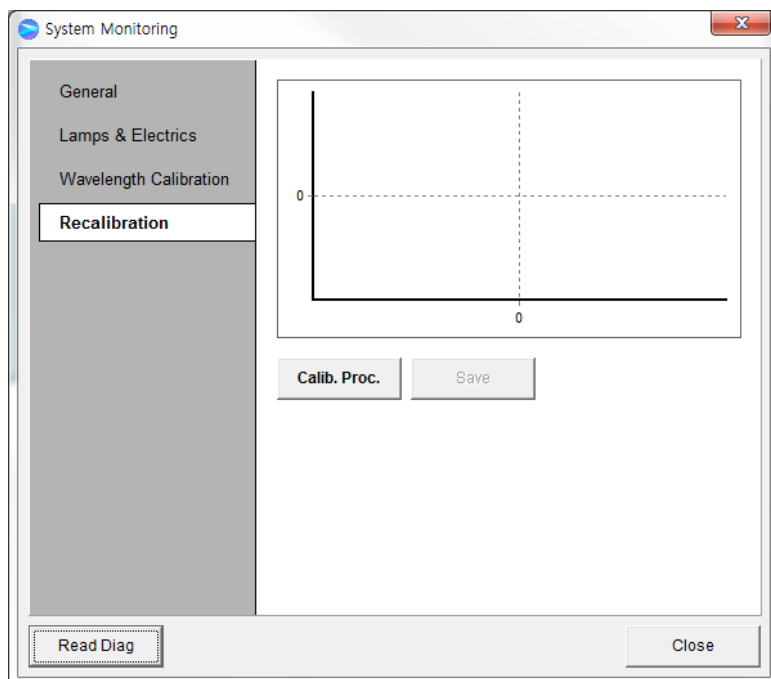 System Monitoring
General
Lamps & Electrics
Wavelength Calibration
Recalibration
0
0
Calib. Proc.
Save
Read Diag
Close